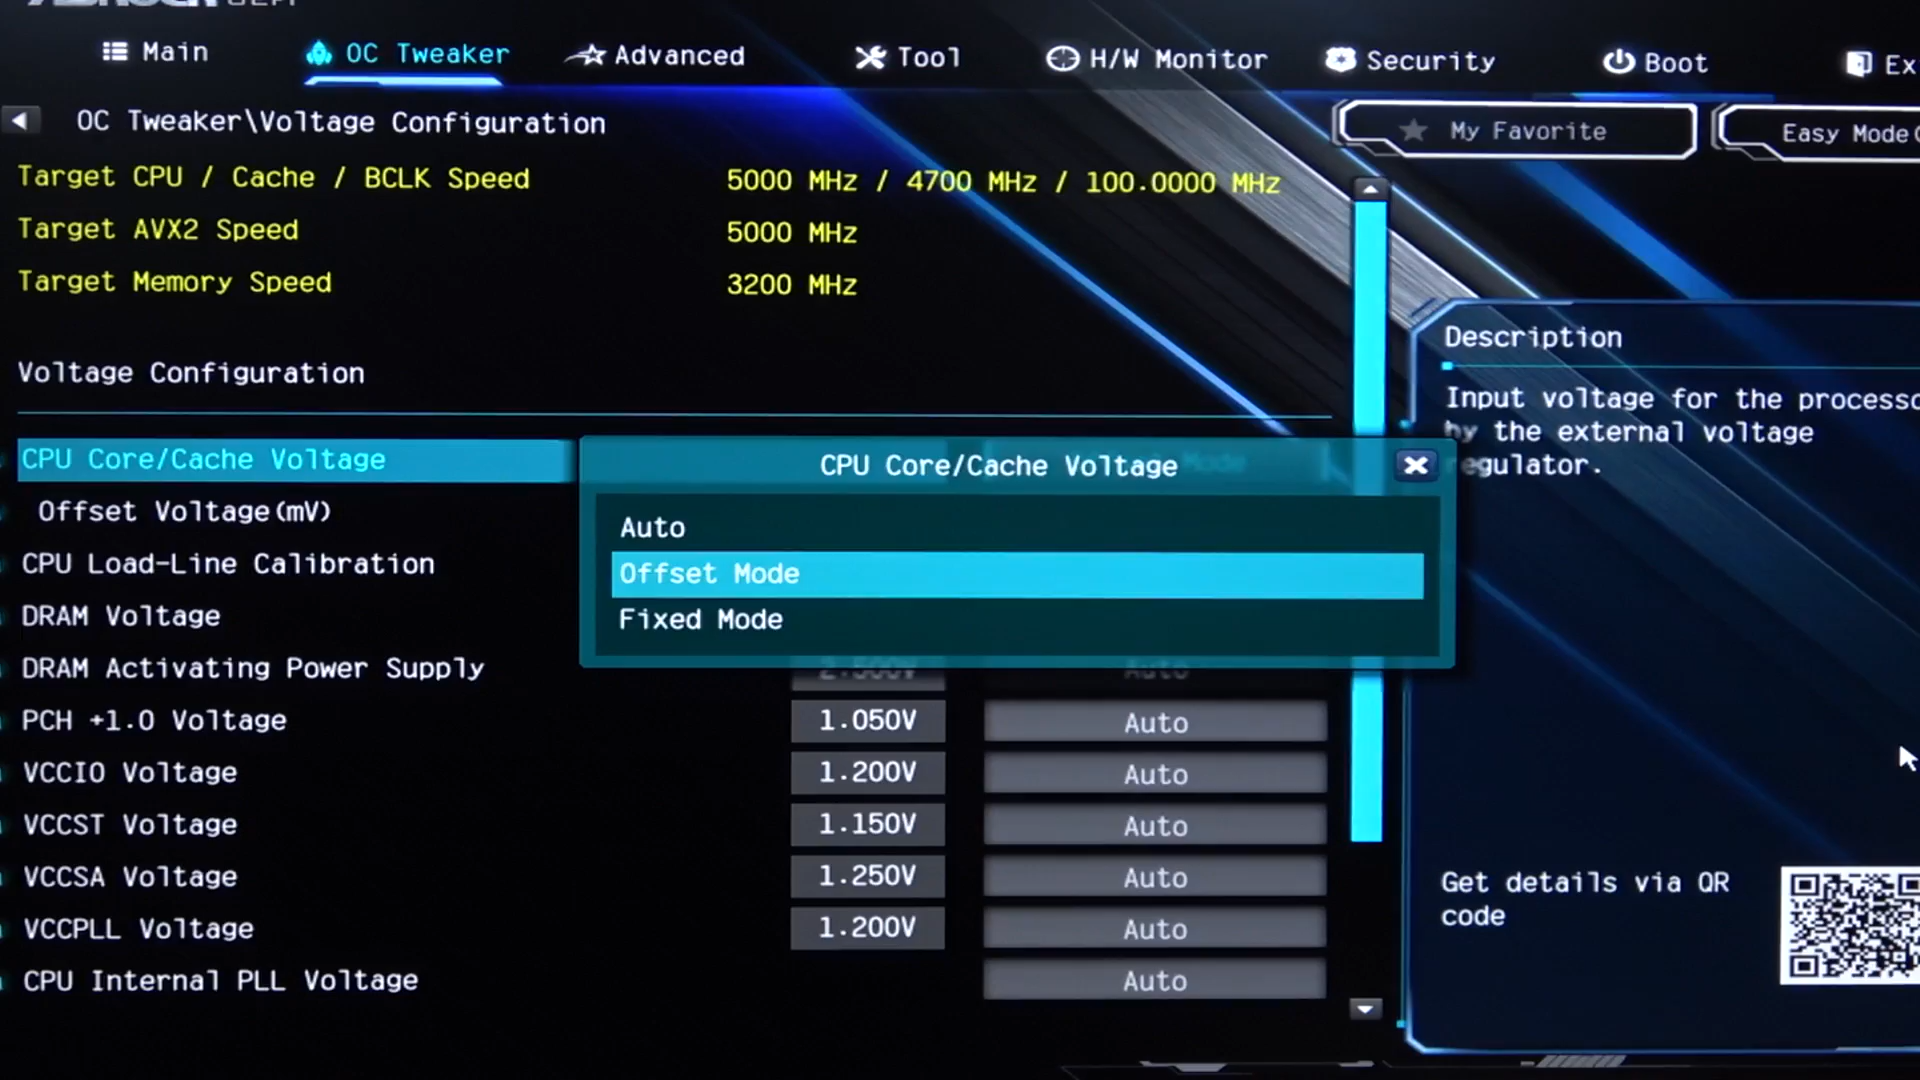 Main
OC Tweaker
Advanced
Tool
H/W Monitor
Security
Boot
OC Tweaker\Voltage Configuration
My Favorite
Easy Mode
Target CPU / Cache / BCLK Speed 5000 MHz / 4700 MHz / 100.0000 MHz
Target AVX2 Speed 5000 MHz
Target Memory Speed 3200 MHz
Voltage Configuration
CPU Core/Cache Voltage
Offset Voltage(mV)
CPU Load-Line Calibration
DRAM Voltage
DRAM Activating Power Supply 2.500V Auto
PCH +1.0 Voltage 1.050V Auto
VCCIO Voltage 1.200V Auto
VCCST Voltage 1.150V Auto
VCCSA Voltage 1.250V Auto
VCCPLL Voltage 1.200V Auto
CPU Internal PLL Voltage Auto
CPU Core/Cache Voltage
Auto
Offset Mode
Fixed Mode
Description
Input voltage for the
by the external voltage
regulator.
Get details via QR
code